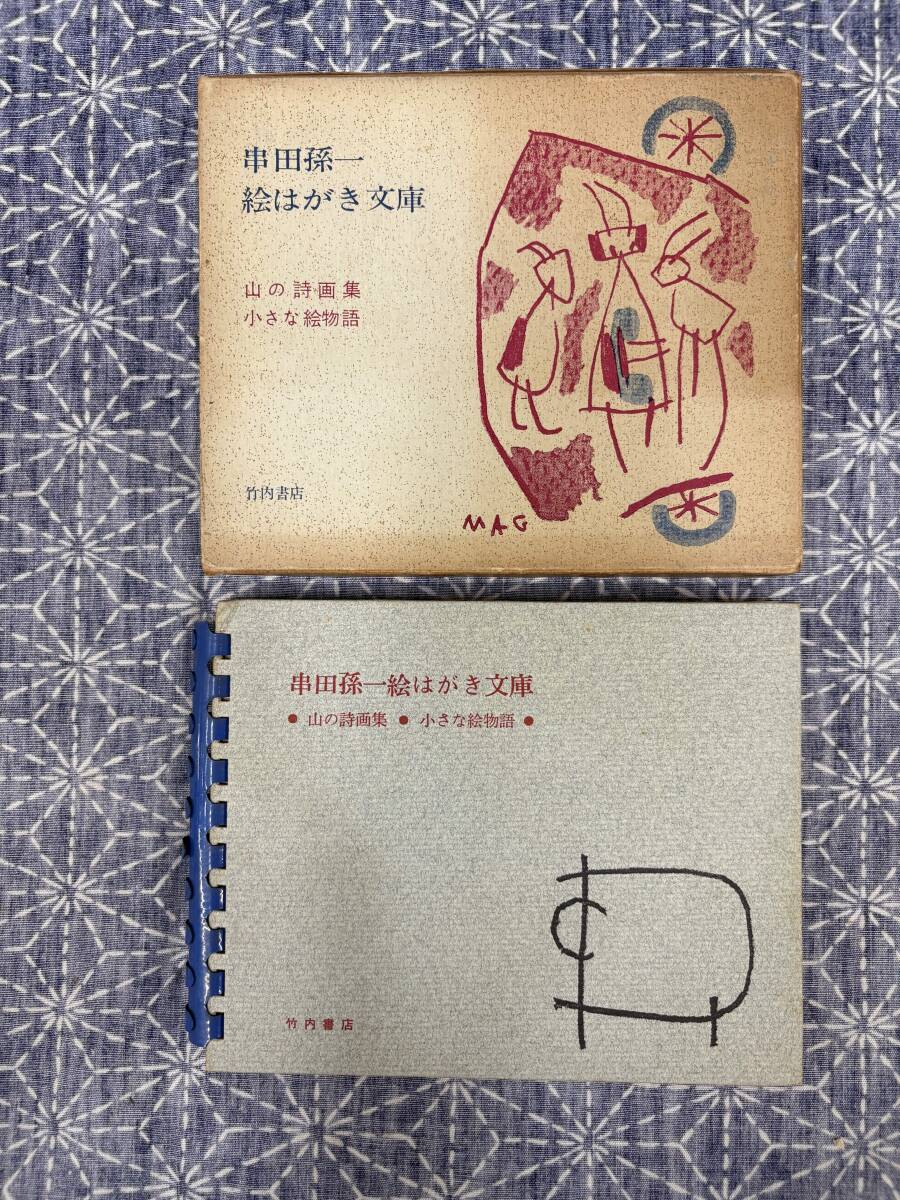 串田孫一
絵はがき文庫
山の詩画集
小さな絵物語
竹内書店
MAG
串田孫一絵はがき文庫
● 山の詩画集 ● 小さな絵物語 ●
竹内書店